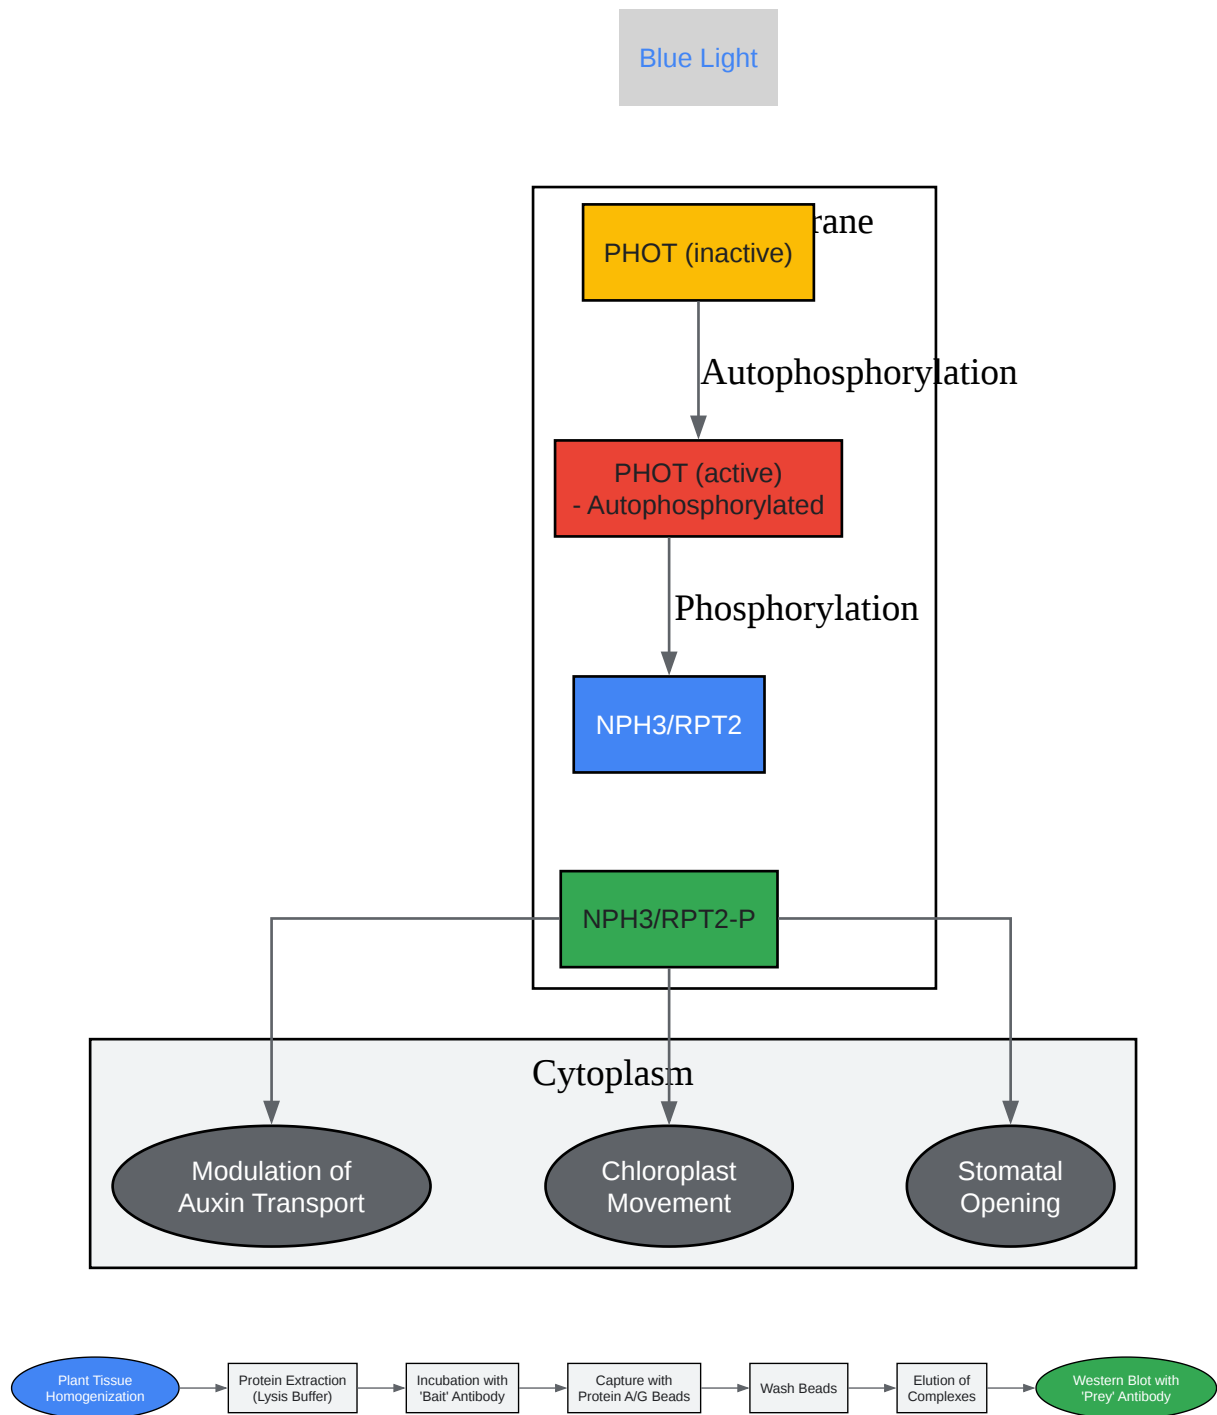 Blue Light
rane
PHOT (inactive)
Autophosphorylation
PHOT (active)
- Autophosphorylated
Phosphorylation
NPH3/RPT2
NPH3/RPT2-P
Cytoplasm
Modulation of
Auxin Transport
Chloroplast
Movement
Stomatal
Opening
Plant Tissue
Homogenization
Protein Extraction
(Lysis Buffer)
Incubation with
'Bait' Antibody
Capture with
Protein A/G Beads
Wash Beads
Elution of
Complexes
Western Blot with
'Prey' Antibody